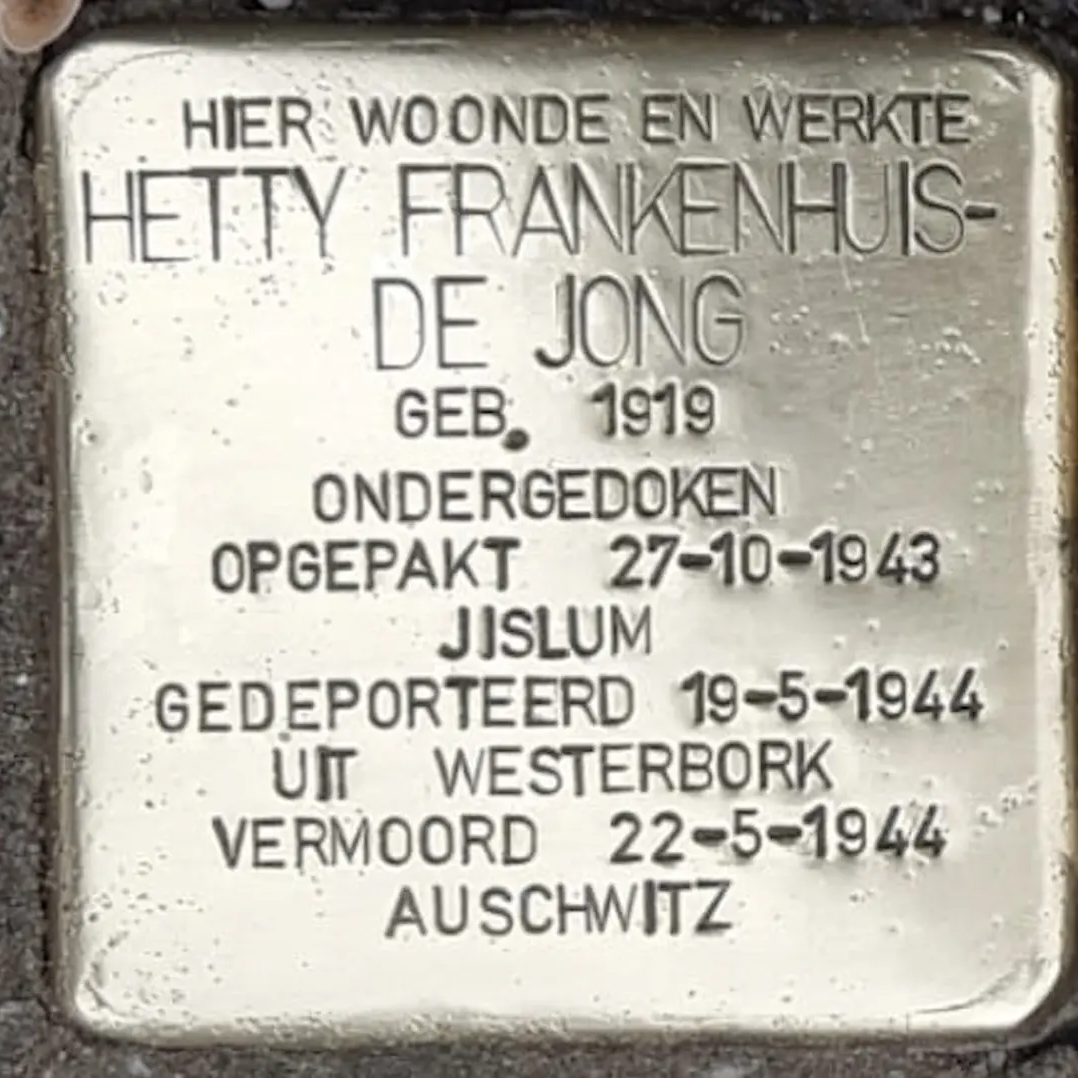 HIER WOONDE EN WERKTE
HETTY FRANKENHUIS-
DE JONG
GEB. 1919
ONDERGEDOKEN
OPGEPAKT 27-10-1943
JISLUM
GEDEPORTEERD 19-5-1944
UIT WESTERBORK
VERMOORD 22-5-1944
AUSCHWITZ